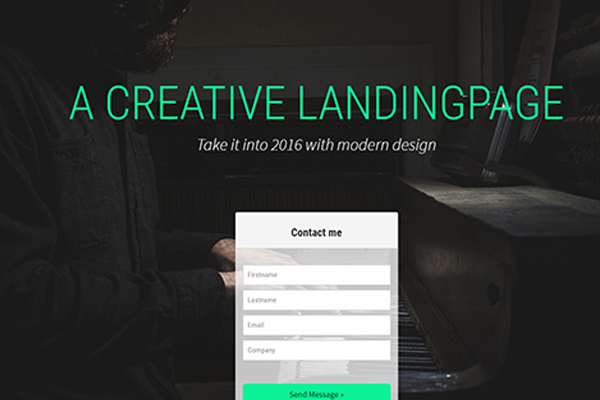 A CREATIVE LANDINGPAGE
Take it into 2016 with modern design
Contact me
Firstname
Lastname
Email
Company
Send Message »